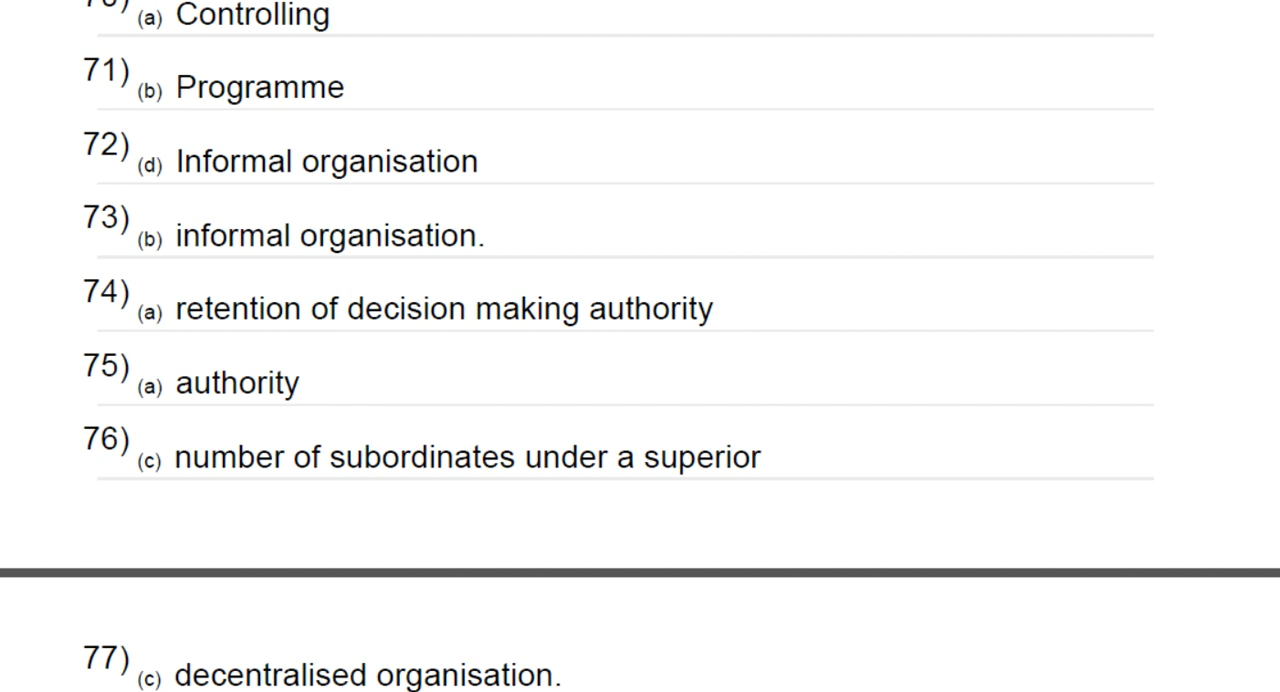 70) (a) Controlling
71) (b) Programme
72) (d) Informal organisation
73) (b) informal organisation.
74) (a) retention of decision making authority
75) (a) authority
76) (c) number of subordinates under a superior
77) (c) decentralised organisation.